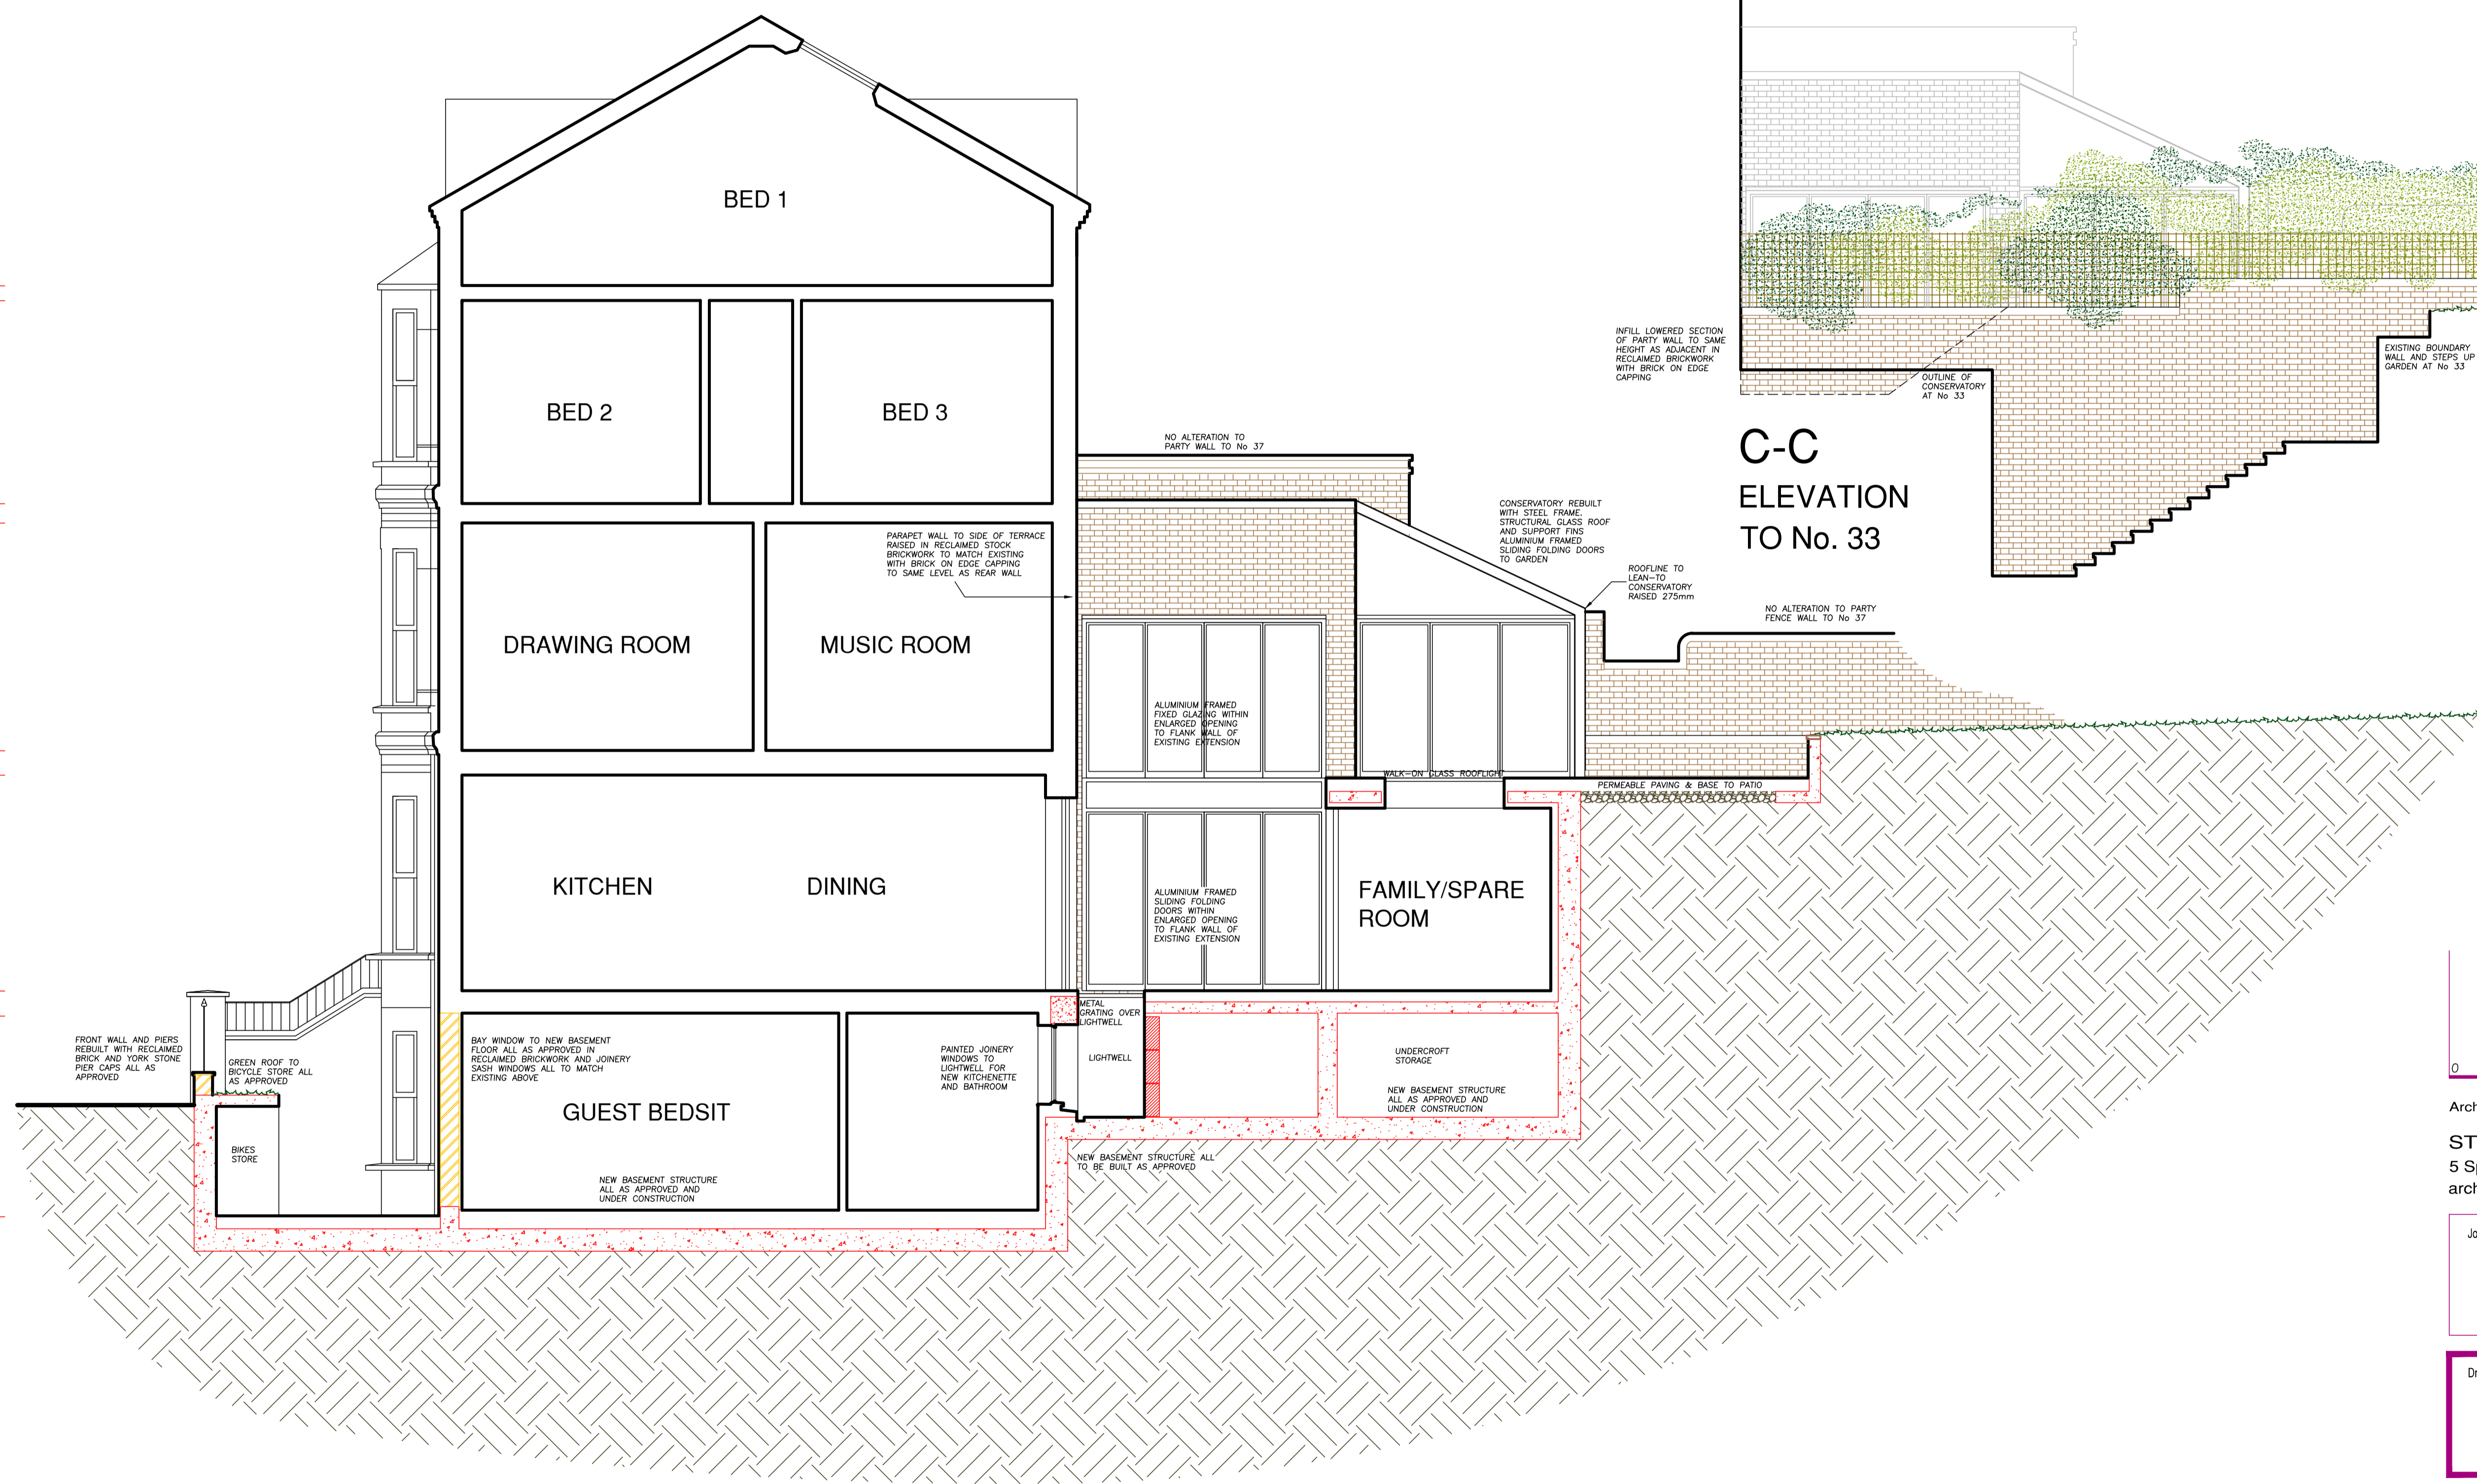 BED 1
BED 2
BED 3
NO ALTERATION TO
PARTY WALL TO No 37
INFILL LOWERED SECTION
OF PARTY WALL TO SAME
HEIGHT AS ADJACENT IN
RECLAIMED BRICKWORK
WITH BRICK ON EDGE
CAPPING
OUTLINE OF
CONSERVATORY
AT No 33
EXISTING BOUNDARY
WALL AND STEPS UP
GARDEN AT No 33
C-C
ELEVATION
TO No. 33
CONSERVATORY REBUILT
WITH STEEL FRAME.
STRUCTURAL GLASS ROOF
AND SUPPORT FINS
ALUMINIUM FRAMED
SLIDING FOLDING DOORS
TO GARDEN
PARAPET WALL TO SIDE OF TERRACE
RAISED IN RECLAIMED STOCK
BRICKWORK TO MATCH EXISTING
WITH BRICK ON EDGE CAPPING
TO SAME LEVEL AS REAR WALL
ROOFLINE TO
LEAN-TO
CONSERVATORY
RAISED 275mm
NO ALTERATION TO PARTY
FENCE WALL TO No 37
DRAWING ROOM
MUSIC ROOM
ALUMINIUM FRAMED
FIXED GLAZING WITHIN
ENLARGED OPENING
TO FLANK WALL OF
EXISTING EXTENSION
WALK-ON GLASS ROOFLIGHT
PERMEABLE PAVING & BASE TO PATIO
KITCHEN
DINING
ALUMINIUM FRAMED
SLIDING FOLDING
DOORS WITHIN
ENLARGED OPENING
TO FLANK WALL OF
EXISTING EXTENSION
FAMILY/SPARE
ROOM
METAL
GRATING OVER
LIGHTWELL
LIGHTWELL
FRONT WALL AND PIERS
REBUILT WITH RECLAIMED
BRICK AND YORK STONE
PIER CAPS ALL AS
APPROVED
GREEN ROOF TO
BICYCLE STORE ALL
AS APPROVED
BAY WINDOW TO NEW BASEMENT
FLOOR ALL AS APPROVED IN
RECLAIMED BRICKWORK AND JOINERY
SASH WINDOWS ALL TO MATCH
EXISTING ABOVE
PAINTED JOINERY
WINDOWS TO
LIGHTWELL FOR
NEW KITCHENETTE
AND BATHROOM
UNDERCROFT
STORAGE
NEW BASEMENT STRUCTURE
ALL AS APPROVED AND
UNDER CONSTRUCTION
GUEST BEDSIT
BIKES
STORE
NEW BASEMENT STRUCTURE
ALL AS APPROVED AND
UNDER CONSTRUCTION
NEW BASEMENT STRUCTURE ALL
TO BE BUILT AS APPROVED
0
Arch
ST
5 Sp
arch
Jo
Dr